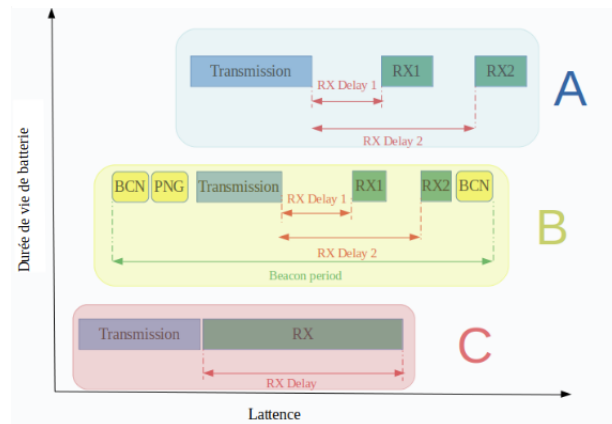 Durée de vie de batterie
Transmission
RX1
RX2
RX Delay 1
RX Delay 2
A
BCN
PNG
Transmission
RX1
RX2
BCN
RX Delay 1
RX Delay 2
Beacon period
B
Transmission
RX
RX Delay
C
Lattence